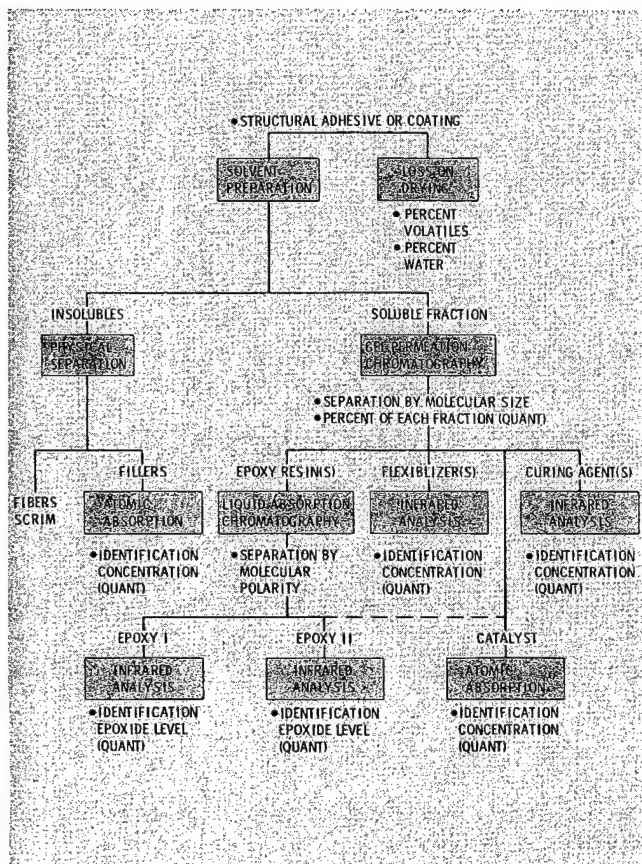 • STRUCTURAL ADHESIVE OR COATING
SOLVENT
PREPARATION
LOSS ON
DRYING
• PERCENT
VOLATILES
• PERCENT
WATER
INSOLUBLES
PHYSICAL
SEPARATION
SOLUBLE FRACTION
GEL PERMEATION
CHROMATOGRAPHY
• SEPARATION BY MOLECULAR SIZE
• PERCENT OF EACH FRACTION (QUANT)
FIBERS
SCRIM
FILLERS
ATOMIC
ABSORPTION
• IDENTIFICATION
CONCENTRATION
(QUANT)
EPOXY RESIN(S)
LIQUID ABSORPTION
CHROMATOGRAPHY
• SEPARATION BY
MOLECULAR
POLARITY
FLEXIBLIZER(S)
INFRARED
ANALYSIS
• IDENTIFICATION
CONCENTRATION
(QUANT)
CURING AGENT(S)
INFRARED
ANALYSIS
• IDENTIFICATION
CONCENTRATION
(QUANT)
EPOXY I
INFRARED
ANALYSIS
• IDENTIFICATION
EPOXIDE LEVEL
(QUANT)
EPOXY II
INFRARED
ANALYSIS
• IDENTIFICATION
EPOXIDE LEVEL
(QUANT)
CATALYST
ATOMIC
ABSORPTION
• IDENTIFICATION
CONCENTRATION
(QUANT)